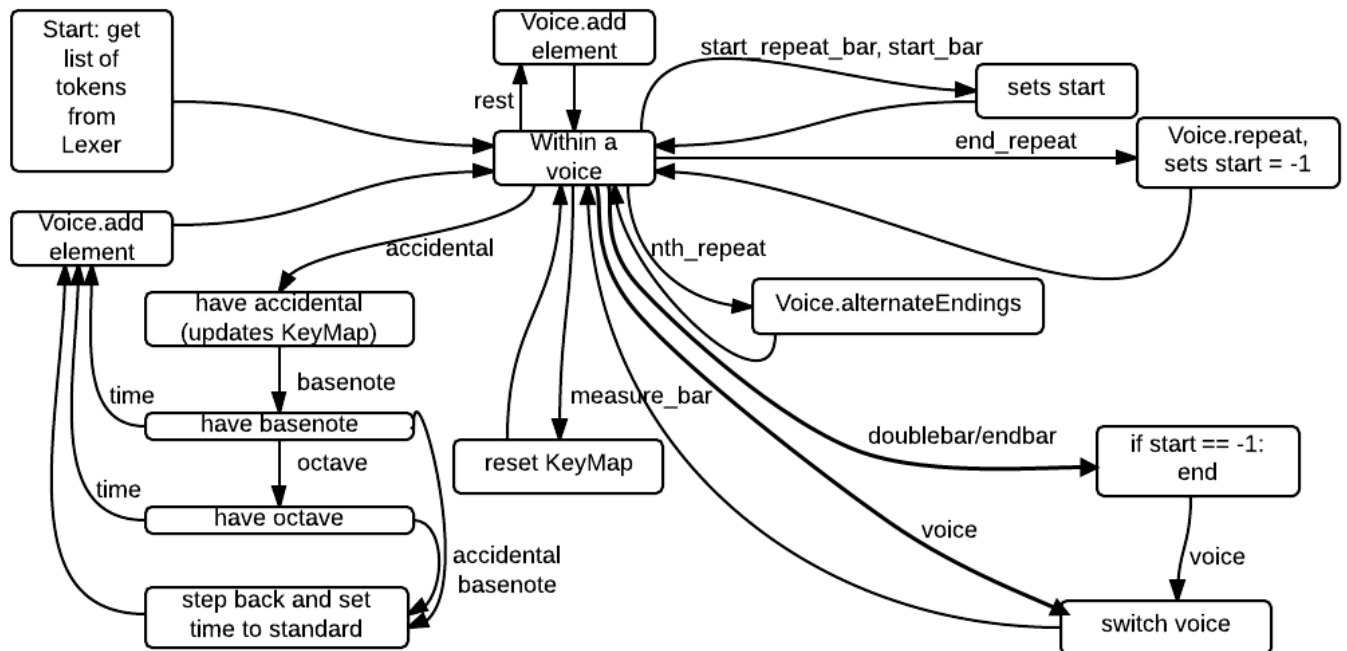 Start: get
list of
tokens
from
Lexer
Voice.add
element
rest
start_repeat_bar, start_bar
sets start
Within a
voice
end_repeat
Voice.repeat,
sets start = -1
Voice.add
element
accidental
nth_repeat
have accidental
(updates KeyMap)
Voice.alternateEndings
basenote
time
measure_bar
have basenote
octave
reset KeyMap
doublebar/endbar
if start == -1:
end
time
have octave
voice
accidental
basenote
voice
step back and set
time to standard
switch voice